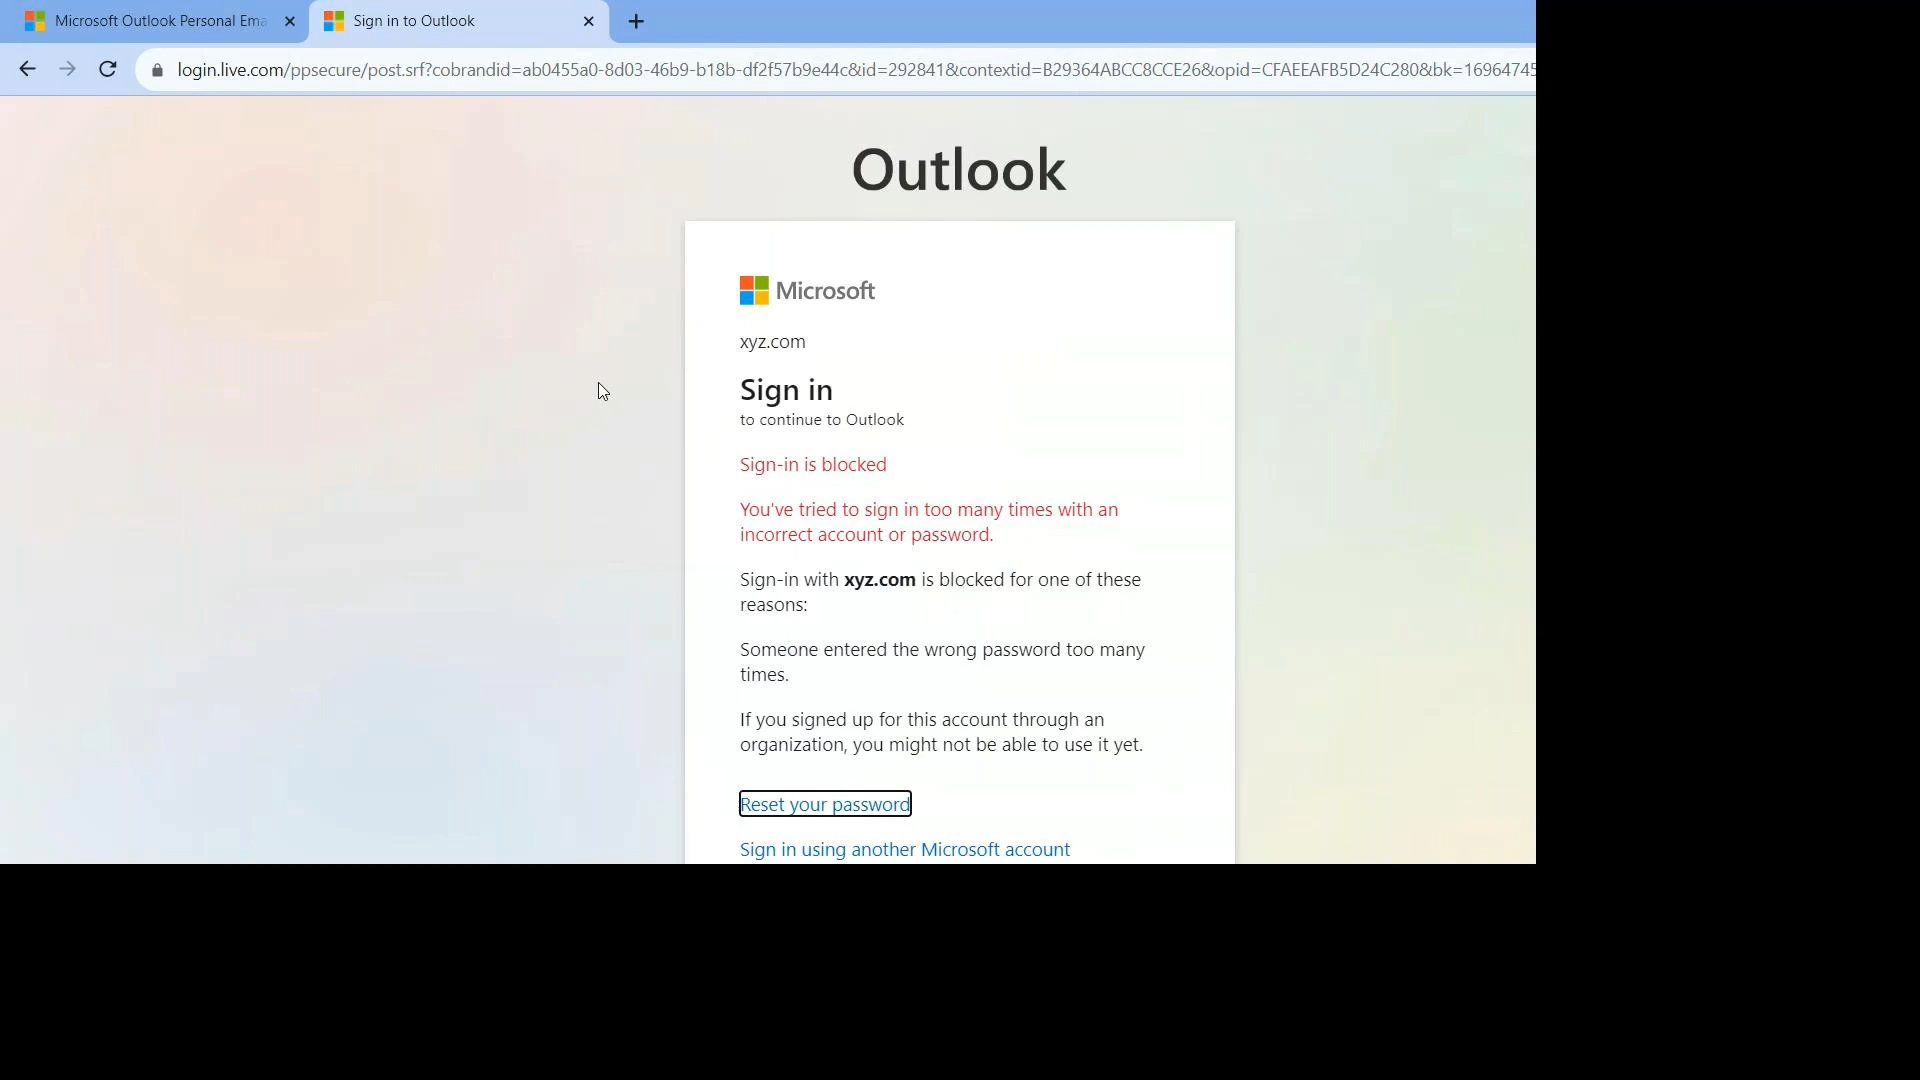 Microsoft Outlook Personal Ema
Sign in to Outlook
login.live.com/ppsecure/post.srf?cobrandid=ab0455a0-8d03-46b9-b18b-df2f57b9e44c&id=292841&contextid=B29364ABCC8CCE26&opid=CFAEEAFB5D24C280&bk=16964745
Outlook
Microsoft
xyz.com
Sign in
to continue to Outlook
Sign-in is blocked
You've tried to sign in too many times with an
incorrect account or password.
Sign-in with xyz.com is blocked for one of these
reasons:
Someone entered the wrong password too many
times.
If you signed up for this account through an
organization, you might not be able to use it yet.
Reset your password
Sign in using another Microsoft account